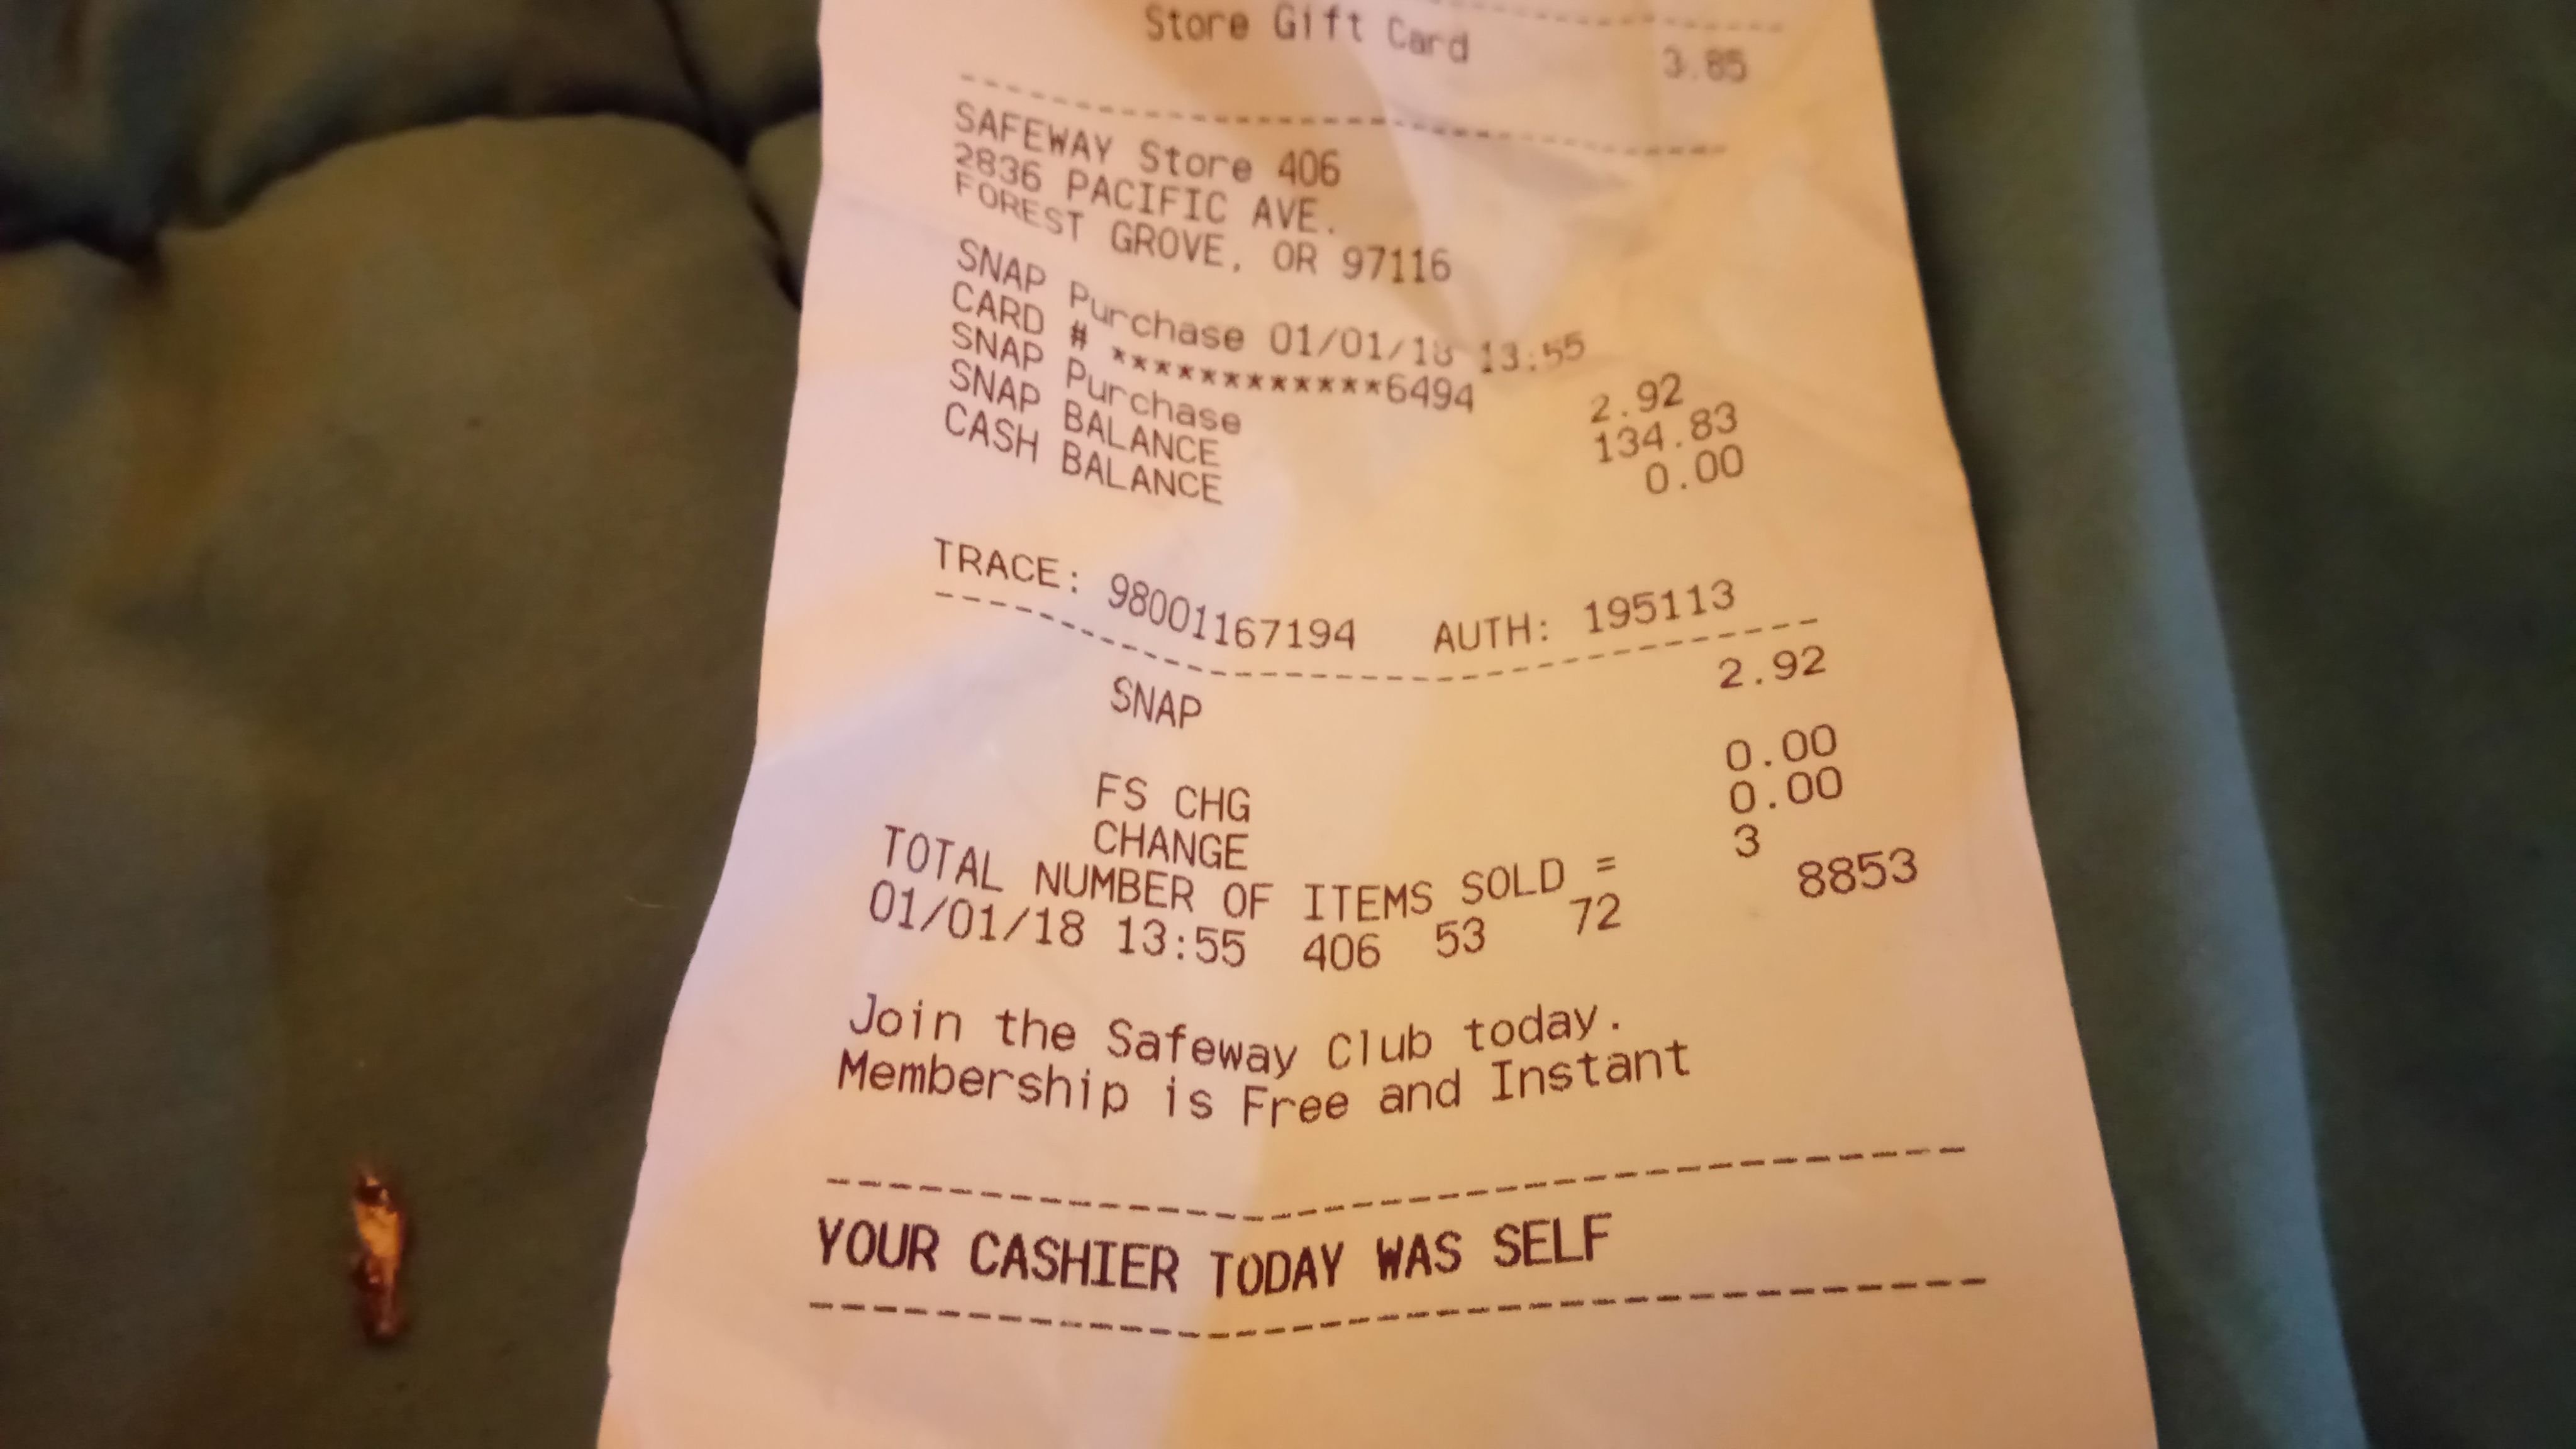 Store Gift Card 3.85
SAFEWAY Store 406
2836 PACIFIC AVE.
FOREST GROVE, OR 97116
SNAP Purchase 01/01/18 13:55
CARD # ************6494
SNAP Purchase 2.92
SNAP BALANCE 134.83
CASH BALANCE 0.00
TRACE: 98001167194 AUTH: 195113
SNAP 2.92
FS CHG 0.00
CHANGE 0.00
TOTAL NUMBER OF ITEMS SOLD = 3
01/01/18 13:55 406 53 72 8853
Join the Safeway Club today.
Membership is Free and Instant
YOUR CASHIER TODAY WAS SELF